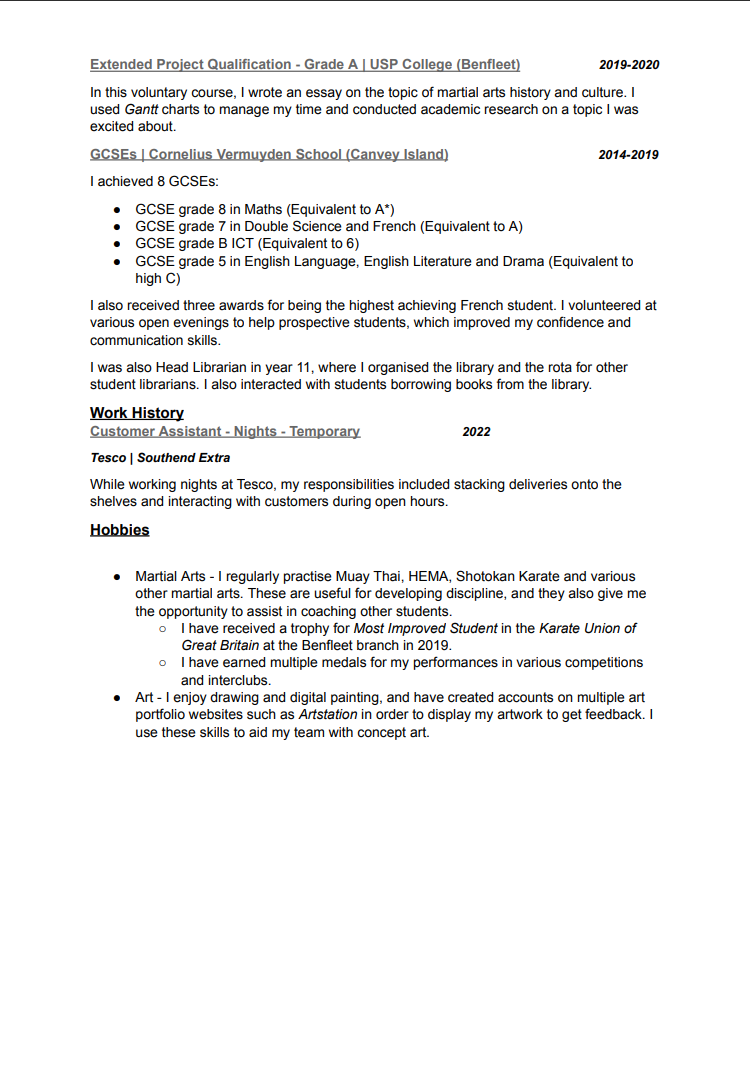 Extended Project Qualification - Grade A | USP College (Benfleet) 2019-2020
In this voluntary course, I wrote an essay on the topic of martial arts history and culture. I
used Gantt charts to manage my time and conducted academic research on a topic I was
excited about.
GCSEs | Cornelius Vermuyden School (Canvey Island) 2014-2019
I achieved 8 GCSEs:
● GCSE grade 8 in Maths (Equivalent to A*)
● GCSE grade 7 in Double Science and French (Equivalent to A)
● GCSE grade B ICT (Equivalent to 6)
● GCSE grade 5 in English Language, English Literature and Drama (Equivalent to
high C)
I also received three awards for being the highest achieving French student. I volunteered at
various open evenings to help prospective students, which improved my confidence and
communication skills.
I was also Head Librarian in year 11, where I organised the library and the rota for other
student librarians. I also interacted with students borrowing books from the library.
Work History
Customer Assistant - Nights - Temporary 2022
Tesco | Southend Extra
While working nights at Tesco, my responsibilities included stacking deliveries onto the
shelves and interacting with customers during open hours.
Hobbies
● Martial Arts - I regularly practise Muay Thai, HEMA, Shotokan Karate and various
other martial arts. These are useful for developing discipline, and they also give me
the opportunity to assist in coaching other students.
○ I have received a trophy for Most Improved Student in the Karate Union of
Great Britain at the Benfleet branch in 2019.
○ I have earned multiple medals for my performances in various competitions
and interclubs.
● Art - I enjoy drawing and digital painting, and have created accounts on multiple art
portfolio websites such as Artstation in order to display my artwork to get feedback. I
use these skills to aid my team with concept art.